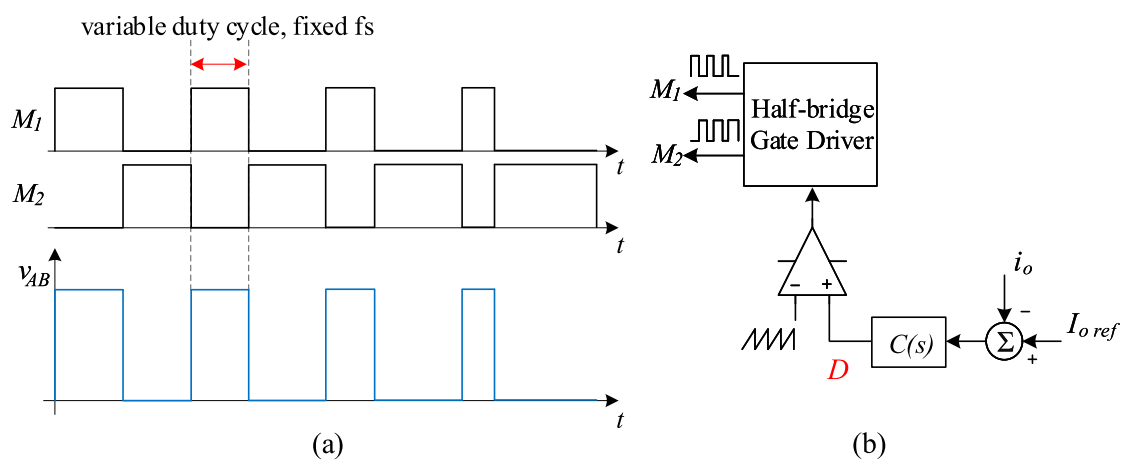 variable duty cycle, fixed fs
M1
t
M2
t
vAB
t
(a)
M1
M2
Half-bridge
Gate Driver
− +
D
C(s)
io
−
Σ
Io ref
+
(b)